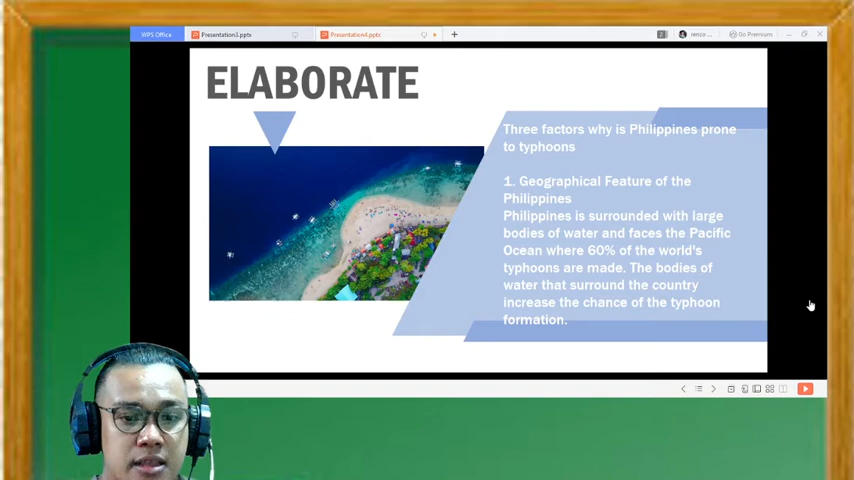 WPS Office
Presentation3.pptx
Presentation4.pptx
renco ...
Go Premium
ELABORATE
Three factors why is Philippines prone
to typhoons
1. Geographical Feature of the
Philippines
Philippines is surrounded with large
bodies of water and faces the Pacific
Ocean where 60% of the world's
typhoons are made. The bodies of
water that surround the country
increase the chance of the typhoon
formation.